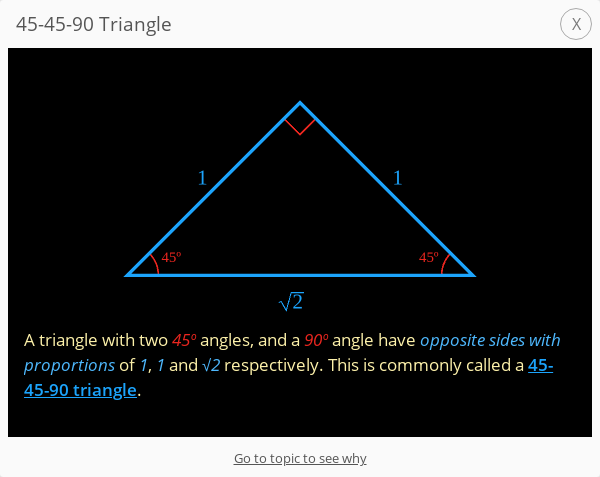 45-45-90 Triangle
X
1
1
45º
45º
√2
A triangle with two 45º angles, and a 90º angle have opposite sides with
proportions of 1, 1 and √2 respectively. This is commonly called a 45-
45-90 triangle.
Go to topic to see why